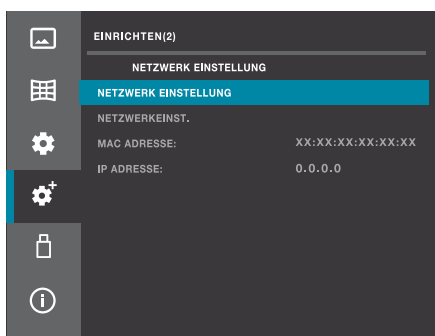 EINRICHTEN(2)
NETZWERK EINSTELLUNG
NETZWERK EINSTELLUNG
NETZWERKEINST.
MAC ADRESSE: XX:XX:XX:XX:XX:XX
IP ADRESSE: 0.0.0.0